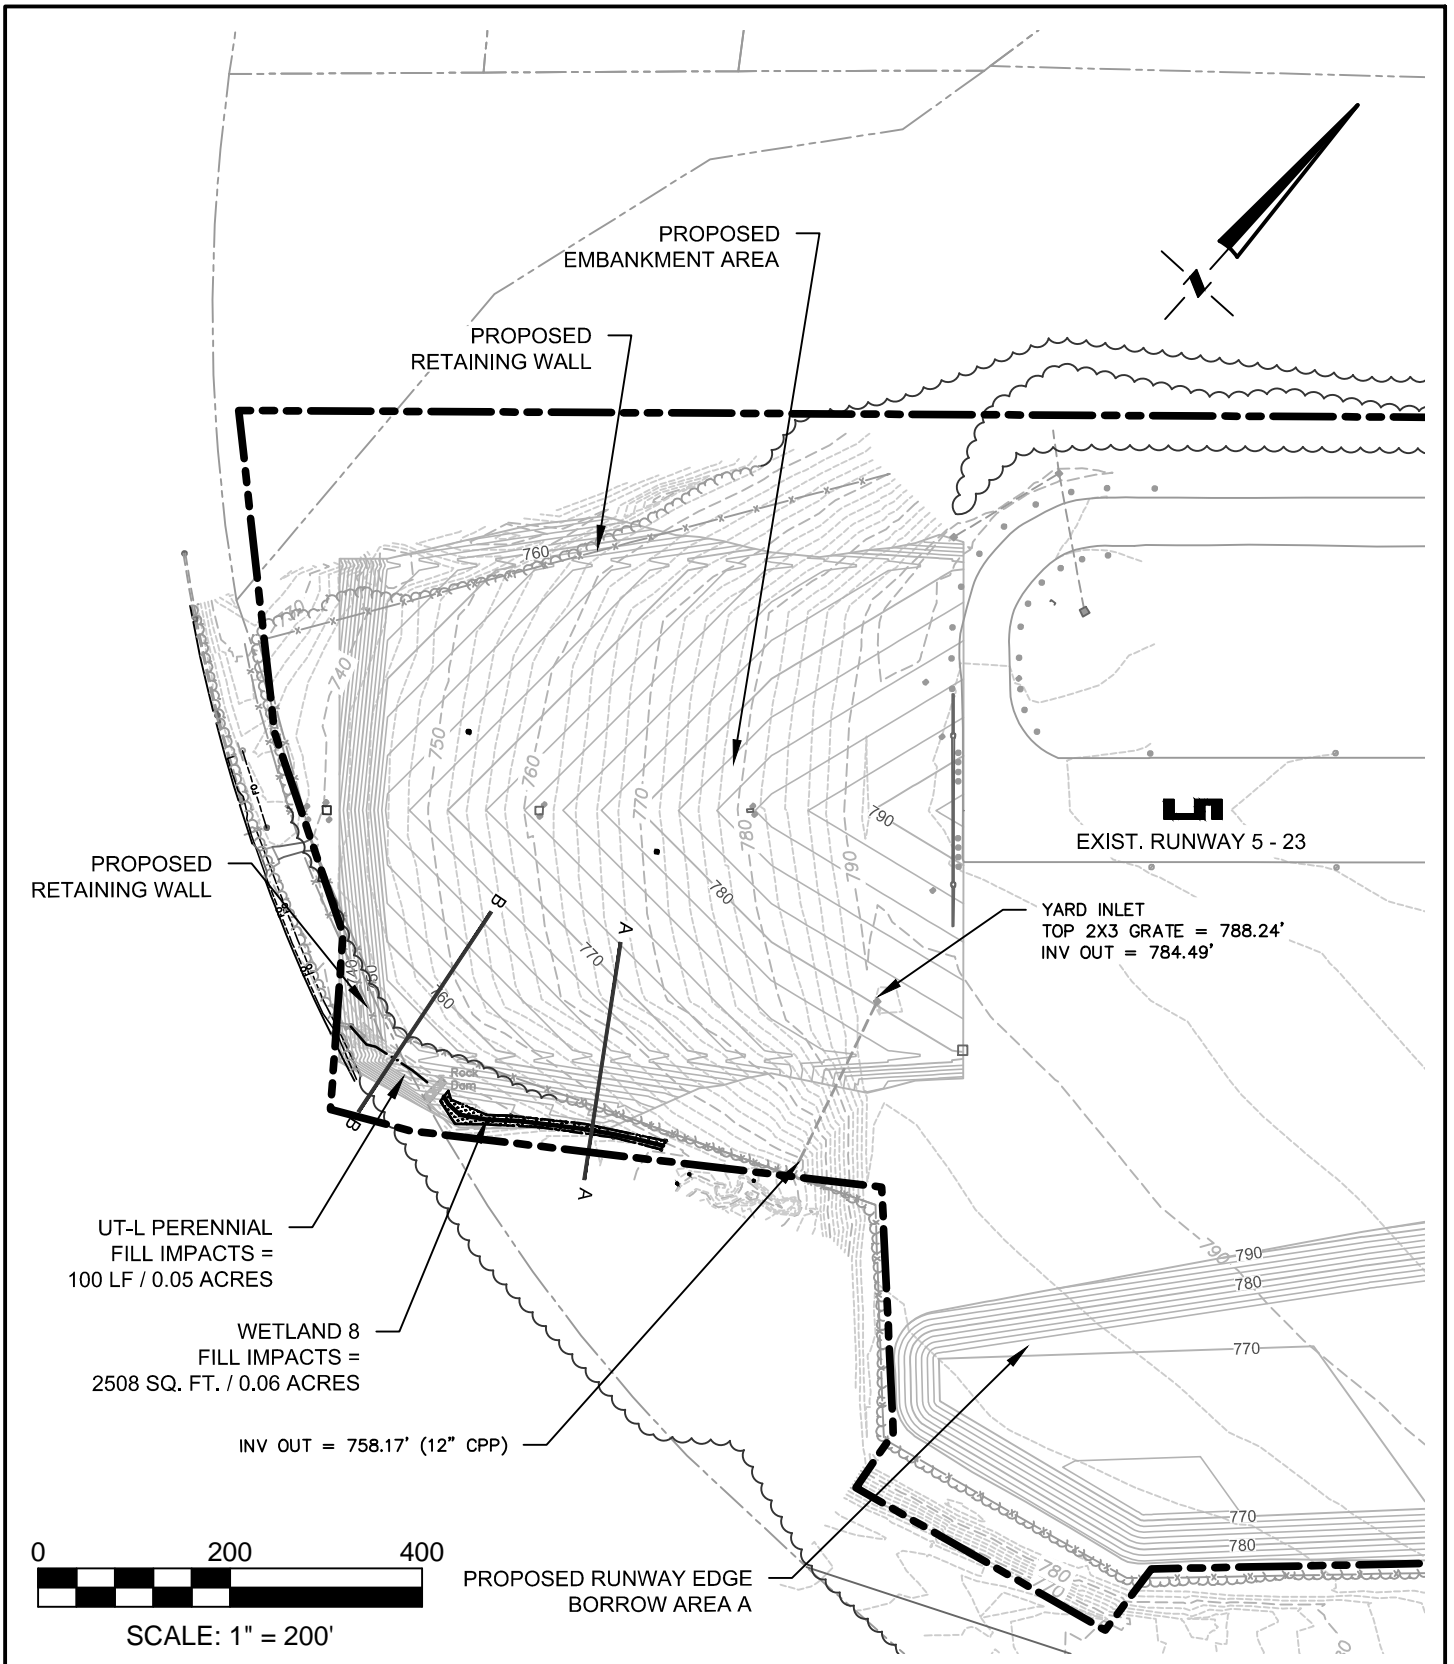 PROPOSED
EMBANKMENT AREA
PROPOSED
RETAINING WALL
N
760
740
750
760
770
780
790
790
780
770
760
5
EXIST. RUNWAY 5 - 23
PROPOSED
RETAINING WALL
B
A
YARD INLET
TOP 2X3 GRATE = 788.24'
INV OUT = 784.49'
Rock
Dam
B
A
UT-L PERENNIAL
FILL IMPACTS =
100 LF / 0.05 ACRES
WETLAND 8
FILL IMPACTS =
2508 SQ. FT. / 0.06 ACRES
INV OUT = 758.17' (12" CPP)
790
790
780
770
770
780
780
PROPOSED RUNWAY EDGE
BORROW AREA A
0 200 400
SCALE: 1" = 200'